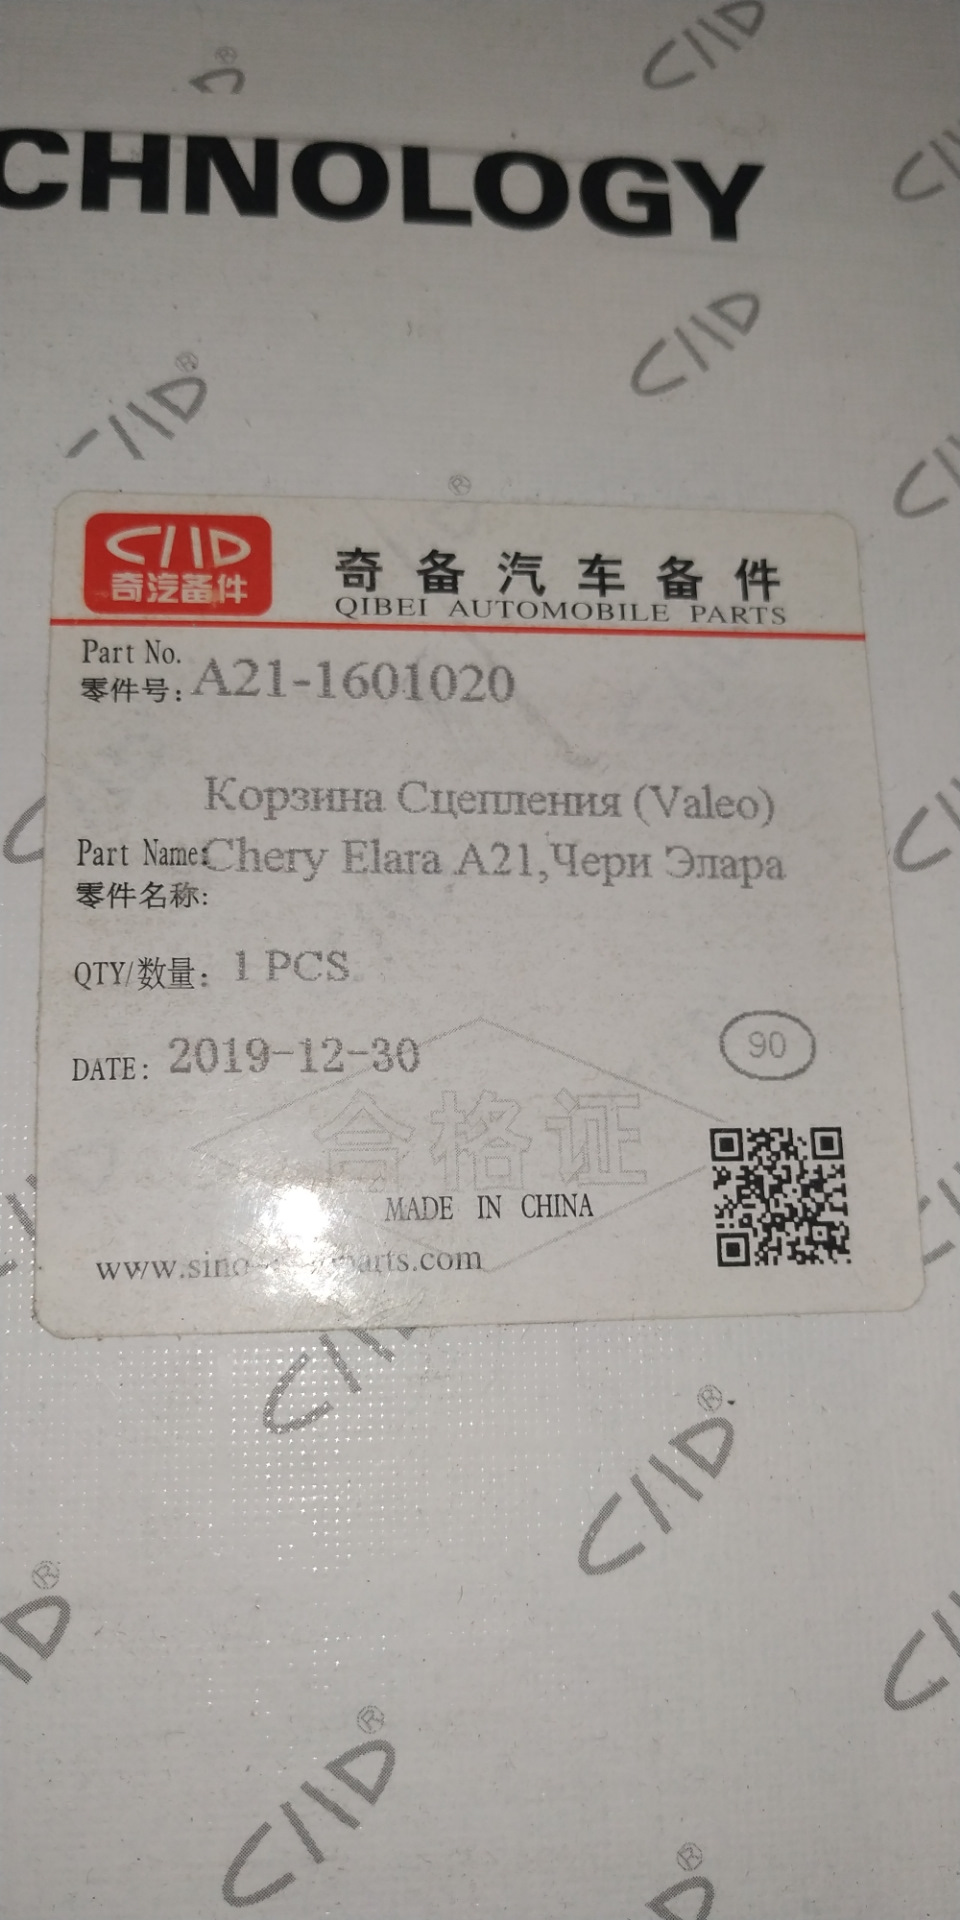 CHNOLOGY
CIID
奇汽备件
奇备汽车备件
QIBEI AUTOMOBILE PARTS
Part No.
零件号: A21-1601020
Корзина Сцепления (Valeo)
Part Name: Chery Elara A21,Чери Элара
零件名称:
QTY/数量: 1 PCS
DATE: 2019-12-30
90
合格证
MADE IN CHINA